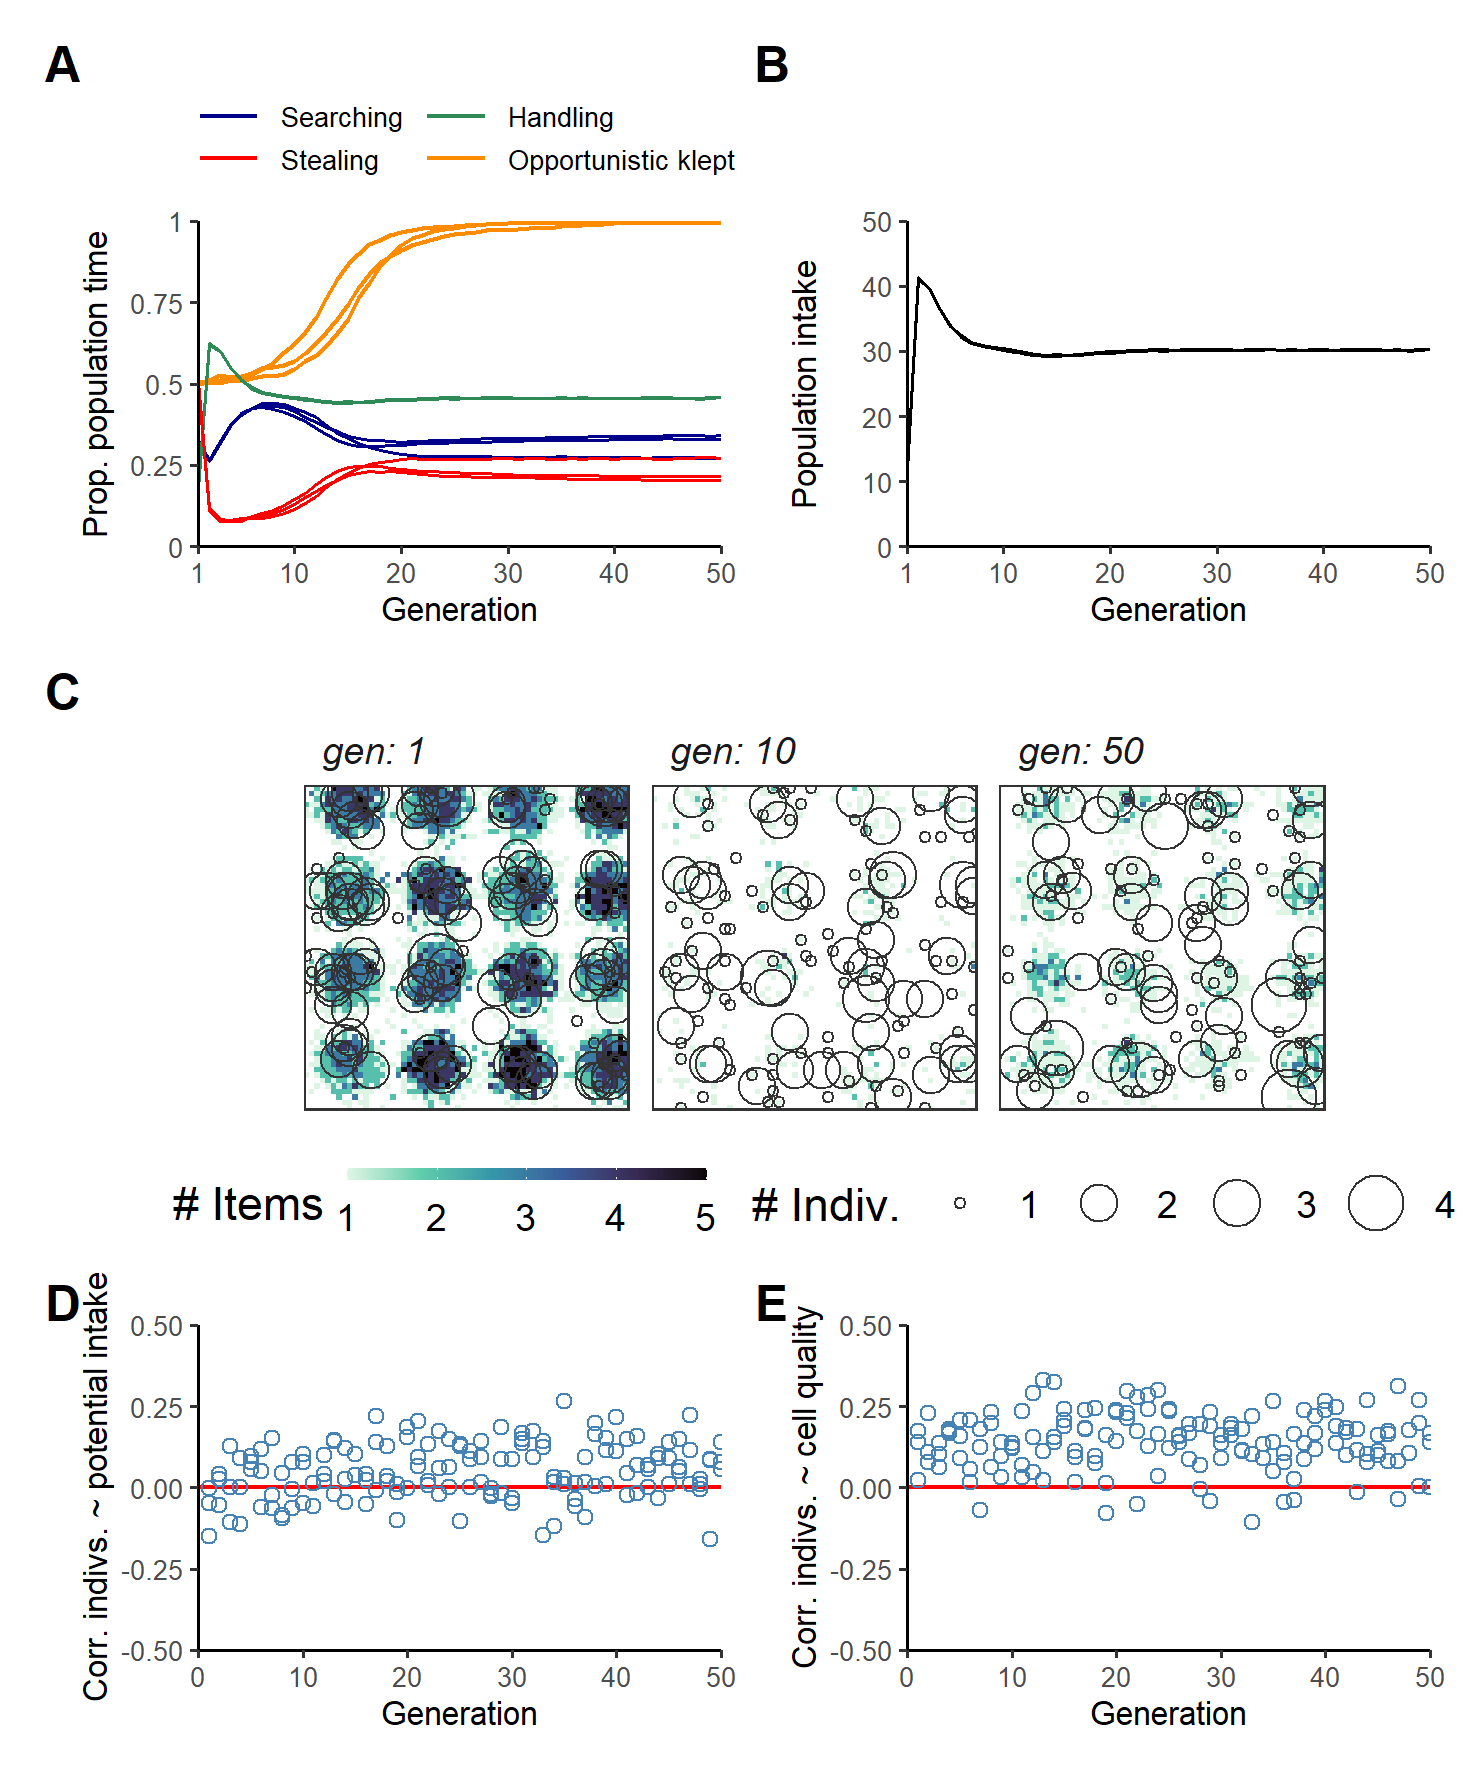 A
B
Searching
Handling
Stealing
Opportunistic klept
Prop. population time
1
0.75
0.5
0.25
0
1 10 20 30 40 50
Generation
Population intake
50
40
30
20
10
0
1 10 20 30 40 50
Generation
C
gen: 1
gen: 10
gen: 50
# Items
1 2 3 4 5
# Indiv.
1 2 3 4
D
Corr. indivs. ~ potential intake
0.50
0.25
0.00
-0.25
-0.50
0 10 20 30 40 50
Generation
E
Corr. indivs. ~ cell quality
0.50
0.25
0.00
-0.25
-0.50
0 10 20 30 40 50
Generation